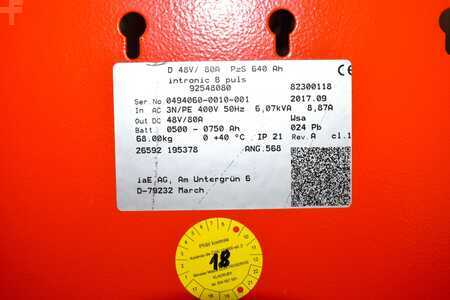 D 48V/ 80A PzS 640 Ah
intronic 8 puls
92548080 82300118
Ser No. 0494060-0010-001 2017.09
In AC 3N/PE 400V 50Hz 6,07kVA 8,87A
Out DC 48V/80A Wsa
Batt. 0500 - 0750 Ah 024 Pb
68.00kg 0 +40 °C IP 21 Rev.A cl.1
26592 195378 ANG.568
iaE AG, Am Untergrün 6
D-79232 March
18